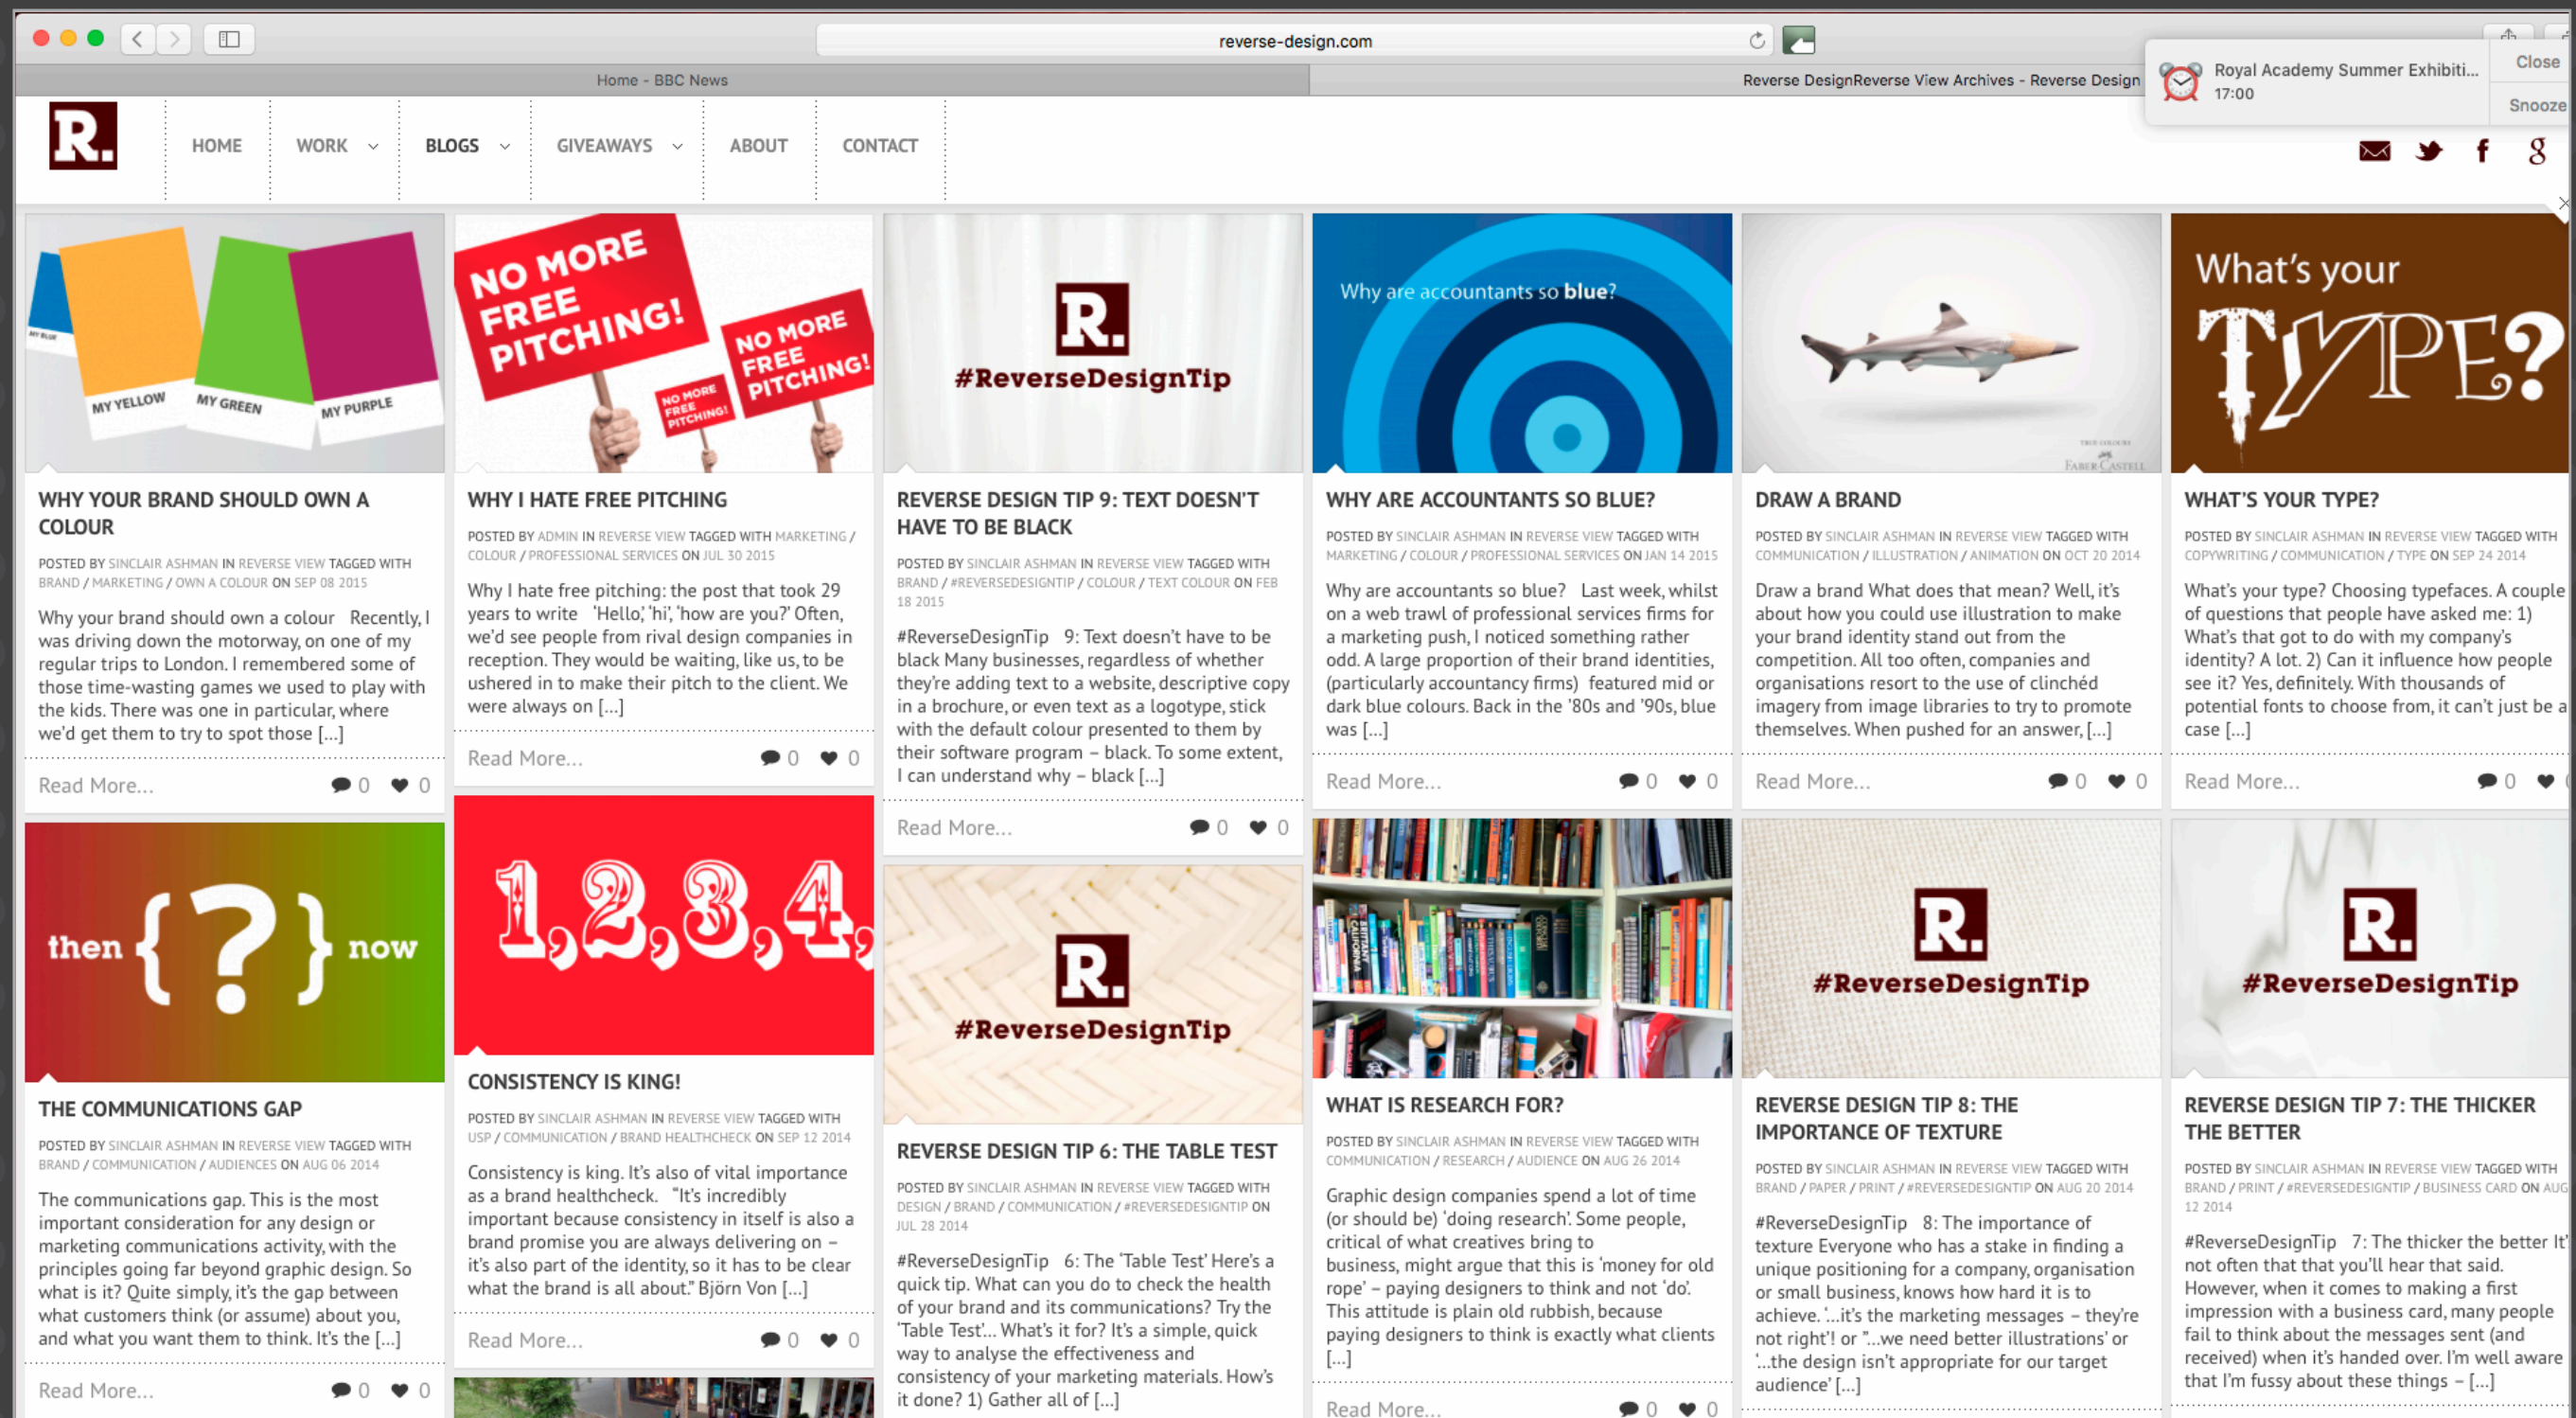 reverse-design.com
Home - BBC News
Reverse DesignReverse View Archives - Reverse Design
Royal Academy Summer Exhibiti...
17:00
Close
Snooze
R.
HOME
WORK
BLOGS
GIVEAWAYS
ABOUT
CONTACT
MY BLUE
MY YELLOW
MY GREEN
MY PURPLE
WHY YOUR BRAND SHOULD OWN A
COLOUR
POSTED BY SINCLAIR ASHMAN IN REVERSE VIEW TAGGED WITH
BRAND / MARKETING / OWN A COLOUR ON SEP 08 2015
Why your brand should own a colour Recently, I
was driving down the motorway, on one of my
regular trips to London. I remembered some of
those time-wasting games we used to play with
the kids. There was one in particular, where
we'd get them to try to spot those [...]
Read More...
0
0
then { ? } now
THE COMMUNICATIONS GAP
POSTED BY SINCLAIR ASHMAN IN REVERSE VIEW TAGGED WITH
BRAND / COMMUNICATION / AUDIENCES ON AUG 06 2014
The communications gap. This is the most
important consideration for any design or
marketing communications activity, with the
principles going far beyond graphic design. So
what is it? Quite simply, it's the gap between
what customers think (or assume) about you,
and what you want them to think. It's the [...]
Read More...
0
0
NO MORE
FREE
PITCHING!
NO MORE
FREE
PITCHING!
NO MORE
FREE
PITCHING!
WHY I HATE FREE PITCHING
POSTED BY ADMIN IN REVERSE VIEW TAGGED WITH MARKETING /
COLOUR / PROFESSIONAL SERVICES ON JUL 30 2015
Why I hate free pitching: the post that took 29
years to write ‘Hello,’ ‘hi’, ‘how are you?’ Often,
we'd see people from rival design companies in
reception. They would be waiting, like us, to be
ushered in to make their pitch to the client. We
were always on [...]
Read More...
0
0
1,2,3,4,
CONSISTENCY IS KING!
POSTED BY SINCLAIR ASHMAN IN REVERSE VIEW TAGGED WITH
USP / COMMUNICATION / BRAND HEALTHCHECK ON SEP 12 2014
Consistency is king. It's also of vital importance
as a brand healthcheck. “It's incredibly
important because consistency in itself is also a
brand promise you are always delivering on –
it's also part of the identity, so it has to be clear
what the brand is all about.” Björn Von [...]
Read More...
0
0
R.
#ReverseDesignTip
REVERSE DESIGN TIP 9: TEXT DOESN'T
HAVE TO BE BLACK
POSTED BY SINCLAIR ASHMAN IN REVERSE VIEW TAGGED WITH
BRAND / #REVERSEDESIGNTIP / COLOUR / TEXT COLOUR ON FEB
18 2015
#ReverseDesignTip 9: Text doesn't have to be
black Many businesses, regardless of whether
they're adding text to a website, descriptive copy
in a brochure, or even text as a logotype, stick
with the default colour presented to them by
their software program – black. To some extent,
I can understand why – black [...]
Read More...
0
0
R.
#ReverseDesignTip
REVERSE DESIGN TIP 6: THE TABLE TEST
POSTED BY SINCLAIR ASHMAN IN REVERSE VIEW TAGGED WITH
DESIGN / BRAND / COMMUNICATION / #REVERSEDESIGNTIP ON
JUL 28 2014
#ReverseDesignTip 6: The ‘Table Test’ Here's a
quick tip. What can you do to check the health
of your brand and its communications? Try the
‘Table Test’... What's it for? It's a simple, quick
way to analyse the effectiveness and
consistency of your marketing materials. How's
it done? 1) Gather all of [...]
Why are accountants so blue?
WHY ARE ACCOUNTANTS SO BLUE?
POSTED BY SINCLAIR ASHMAN IN REVERSE VIEW TAGGED WITH
MARKETING / COLOUR / PROFESSIONAL SERVICES ON JAN 14 2015
Why are accountants so blue? Last week, whilst
on a web trawl of professional services firms for
a marketing push, I noticed something rather
odd. A large proportion of their brand identities,
(particularly accountancy firms) featured mid or
dark blue colours. Back in the '80s and '90s, blue
was [...]
Read More...
0
0
WHAT IS RESEARCH FOR?
POSTED BY SINCLAIR ASHMAN IN REVERSE VIEW TAGGED WITH
COMMUNICATION / RESEARCH / AUDIENCE ON AUG 26 2014
Graphic design companies spend a lot of time
(or should be) ‘doing research’. Some people,
critical of what creatives bring to
business, might argue that this is ‘money for old
rope’ – paying designers to think and not ‘do’.
This attitude is plain old rubbish, because
paying designers to think is exactly what clients
[...]
Read More...
0
0
TRUE COLOURS
FABER-CASTELL
DRAW A BRAND
POSTED BY SINCLAIR ASHMAN IN REVERSE VIEW TAGGED WITH
COMMUNICATION / ILLUSTRATION / ANIMATION ON OCT 20 2014
Draw a brand What does that mean? Well, it's
about how you could use illustration to make
your brand identity stand out from the
competition. All too often, companies and
organisations resort to the use of clinchéd
imagery from image libraries to try to promote
themselves. When pushed for an answer, [...]
Read More...
0
0
R.
#ReverseDesignTip
REVERSE DESIGN TIP 8: THE
IMPORTANCE OF TEXTURE
POSTED BY SINCLAIR ASHMAN IN REVERSE VIEW TAGGED WITH
BRAND / PAPER / PRINT / #REVERSEDESIGNTIP ON AUG 20 2014
#ReverseDesignTip 8: The importance of
texture Everyone who has a stake in finding a
unique positioning for a company, organisation
or small business, knows how hard it is to
achieve. ‘...it's the marketing messages – they're
not right’! or ”...we need better illustrations’ or
‘...the design isn't appropriate for our target
audience’ [...]
What's your
TYPE?
WHAT'S YOUR TYPE?
POSTED BY SINCLAIR ASHMAN IN REVERSE VIEW TAGGED WITH
COPYWRITING / COMMUNICATION / TYPE ON SEP 24 2014
What's your type? Choosing typefaces. A couple
of questions that people have asked me: 1)
What's that got to do with my company's
identity? A lot. 2) Can it influence how people
see it? Yes, definitely. With thousands of
potential fonts to choose from, it can't just be a
case [...]
Read More...
0
R.
#ReverseDesignTip
REVERSE DESIGN TIP 7: THE THICKER
THE BETTER
POSTED BY SINCLAIR ASHMAN IN REVERSE VIEW TAGGED WITH
BRAND / PRINT / #REVERSEDESIGNTIP / BUSINESS CARD ON AUG
12 2014
#ReverseDesignTip 7: The thicker the better It'
not often that that you'll hear that said.
However, when it comes to making a first
impression with a business card, many people
fail to think about the messages sent (and
received) when it's handed over. I'm well aware
that I'm fussy about these things – [...]